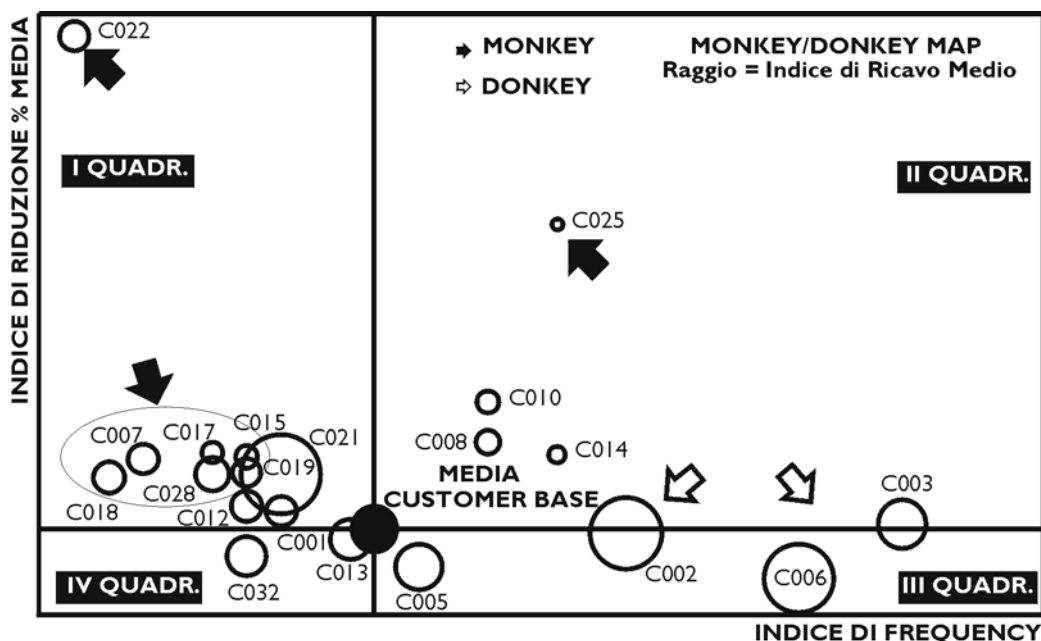 INDICE DI RIDUZIONE % MEDIA
C022
MONKEY
DONKEY
MONKEY/DONKEY MAP
Raggio = Indice di Ricavo Medio
I QUADR.
II QUADR.
C025
C010
C008
C014
MEDIA
CUSTOMER BASE
C007
C017
C015
C021
C019
C018
C028
C012
C001
C013
C003
C002
C006
C005
C032
IV QUADR.
III QUADR.
INDICE DI FREQUENCY